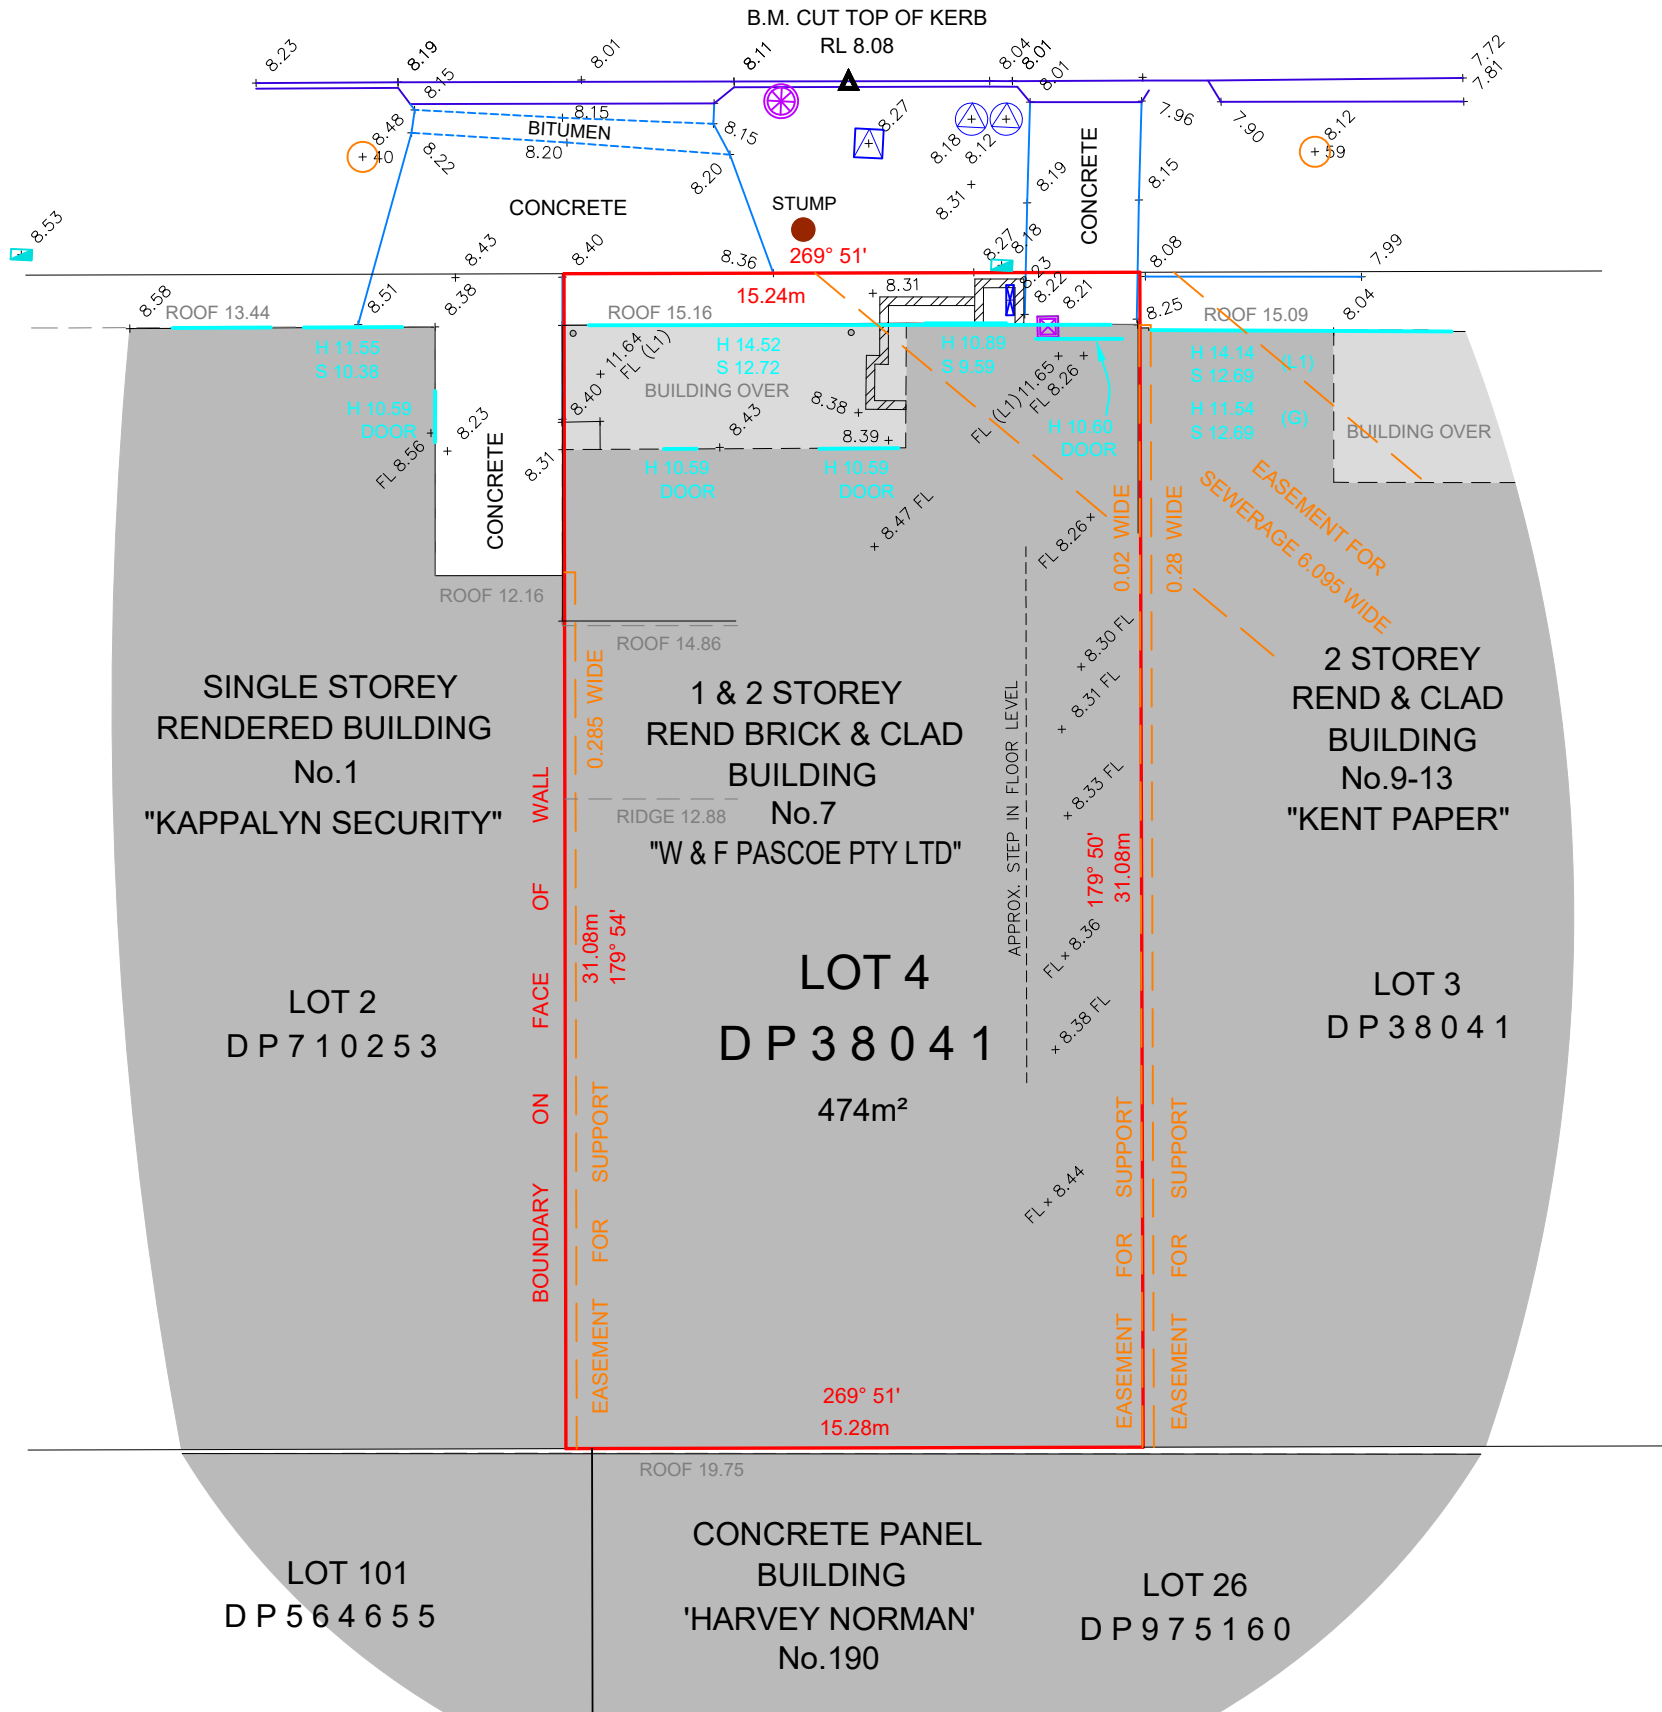 B.M. CUT TOP OF KERB
RL 8.08
8.23
8.19
8.15
8.01
8.11
8.04
8.01
8.01
7.72
7.81
8.48
8.22
8.15
BITUMEN
8.20
8.15
8.20
8.27
8.18
8.12
8.31
8.19
CONCRETE
7.96
8.15
7.90
8.12
59
40
CONCRETE
STUMP
8.53
8.43
8.40
8.36
269° 51'
15.24m
8.27
8.18
8.23
8.22
8.21
8.31
8.08
7.99
8.58
ROOF 13.44
8.51
8.38
ROOF 15.16
8.25
ROOF 15.09
8.04
H 11.55
S 10.38
H 10.59
DOOR
FL 8.56
8.23
CONCRETE
8.40
11.64
FL (L1)
H 14.52
S 12.72
BUILDING OVER
8.38
8.43
8.39
8.31
H 10.59
DOOR
H 10.59
DOOR
H 10.89
S 9.59
FL (L1) 11.65
FL 8.26
H 10.60
DOOR
H 14.14
S 12.69
(L1)
H 11.54
S 12.69
(G)
BUILDING OVER
8.47 FL
FL 8.26
0.02 WIDE
0.28 WIDE
EASEMENT FOR
SEWERAGE 6.095 WIDE
ROOF 12.16
ROOF 14.86
0.285 WIDE
8.30 FL
8.31 FL
8.33 FL
SINGLE STOREY
RENDERED BUILDING
No.1
"KAPPALYN SECURITY"
1 & 2 STOREY
REND BRICK & CLAD
BUILDING
No.7
"W & F PASCOE PTY LTD"
RIDGE 12.88
2 STOREY
REND & CLAD
BUILDING
No.9-13
"KENT PAPER"
APPROX. STEP IN FLOOR LEVEL
179° 50'
31.08m
31.08m
179° 54'
BOUNDARY ON FACE OF WALL
FL 8.36
8.38 FL
FL 8.44
LOT 2
DP710253
LOT 4
DP38041
474m²
LOT 3
DP38041
EASEMENT FOR SUPPORT
EASEMENT FOR SUPPORT
EASEMENT FOR SUPPORT
269° 51'
15.28m
ROOF 19.75
LOT 101
DP564655
CONCRETE PANEL
BUILDING
'HARVEY NORMAN'
No.190
LOT 26
DP975160